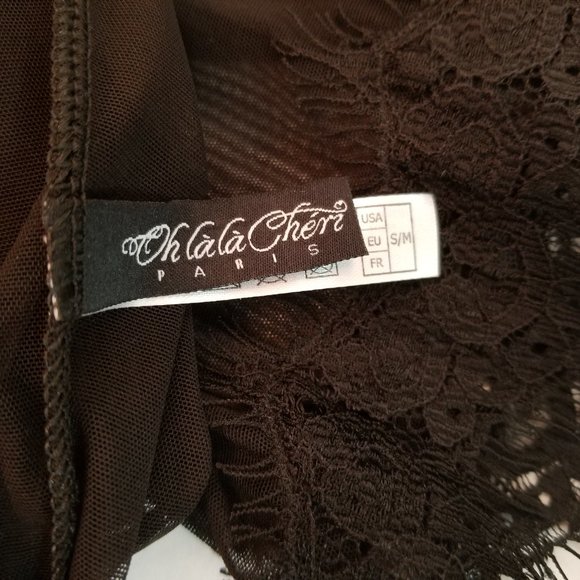 Oh là là Chéri
PARIS
USA
EU
FR
S/M